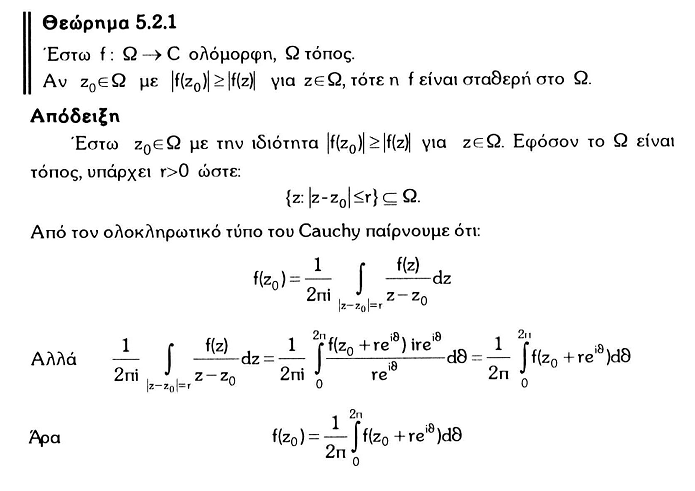 Θεώρημα 5.2.1
Έστω f : Ω → C ολόμορφη, Ω τόπος.
Αν z₀∈Ω με |f(z₀)| ≥ |f(z)| για z∈Ω, τότε η f είναι σταθερή στο Ω.
Απόδειξη
Έστω z₀∈Ω με την ιδιότητα |f(z₀)| ≥ |f(z)| για z∈Ω. Εφόσον το Ω είναι
τόπος, υπάρχει r>0 ώστε:
{z: |z-z₀| ≤ r} ⊆ Ω.
Από τον ολοκληρωτικό τύπο του Cauchy παίρνουμε ότι:
f(z₀) = 1/2πi ∫_{|z-z₀|=r} f(z)/(z-z₀) dz
Αλλά 1/2πi ∫_{|z-z₀|=r} f(z)/(z-z₀) dz = 1/2πi ∫₀^{2π} f(z₀ + re^{iϑ}) ire^{iϑ} / re^{iϑ} dϑ = 1/2π ∫₀^{2π} f(z₀ + re^{iϑ})dϑ
Άρα f(z₀) = 1/2π ∫₀^{2π} f(z₀ + re^{iϑ})dϑ